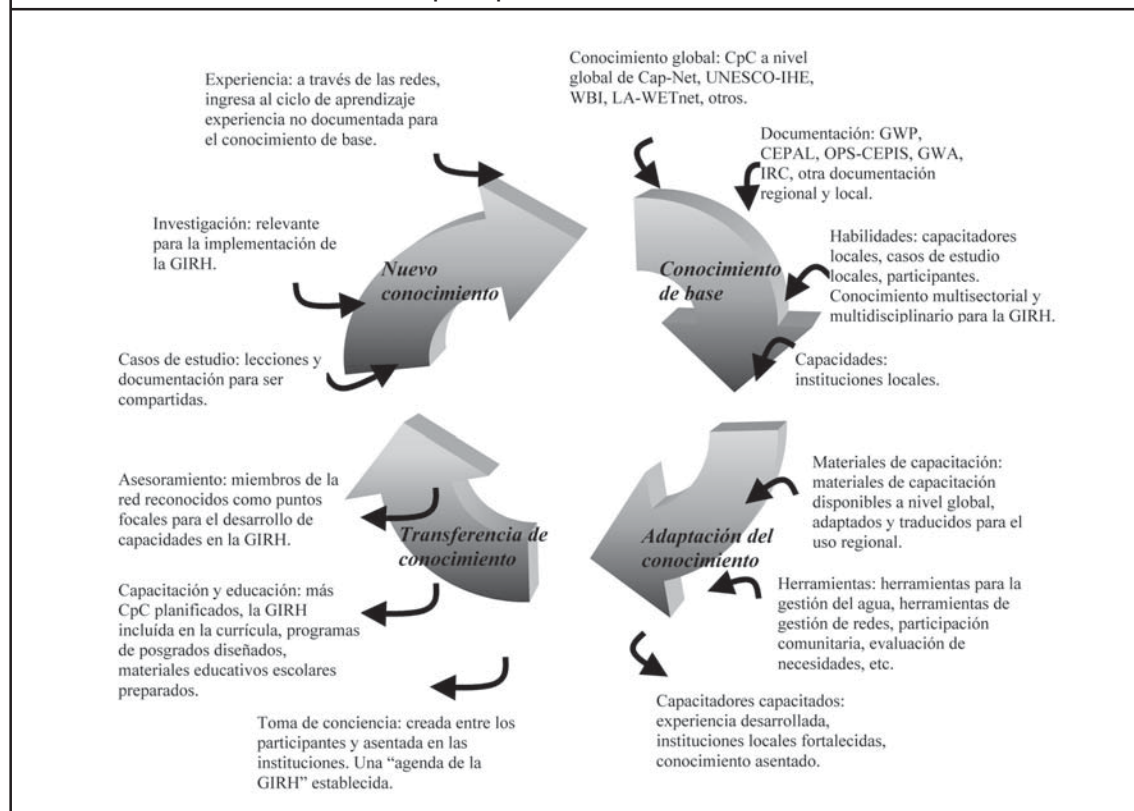 Conocimiento global: CpC a nivel
global de Cap-Net, UNESCO-IHE,
WBI, LA-WETnet, otros.
Documentación: GWP,
CEPAL, OPS-CEPIS, GWA,
IRC, otra documentación
regional y local.
Habilidades: capacitadores
locales, casos de estudio
locales, participantes.
Conocimiento multisectorial y
multidisciplinario para la GIRH.
Capacidades:
instituciones locales.
Conocimiento
de base
Materiales de capacitación:
materiales de capacitación
disponibles a nivel global,
adaptados y traducidos para el
uso regional.
Herramientas: herramientas para la
gestión del agua, herramientas de
gestión de redes, participación
comunitaria, evaluación de
necesidades, etc.
Capacitadores capacitados:
experiencia desarrollada,
instituciones locales fortalecidas,
conocimiento asentado.
Adaptación del
conocimiento
Toma de conciencia: creada entre los
participantes y asentada en las
instituciones. Una “agenda de la
GIRH” establecida.
Capacitación y educación: más
CpC planificados, la GIRH
incluída en la currícula, programas
de posgrados diseñados,
materiales educativos escolares
preparados.
Asesoramiento: miembros de la
red reconocidos como puntos
focales para el desarrollo de
capacidades en la GIRH.
Transferencia de
conocimiento
Casos de estudio: lecciones y
documentación para ser
compartidas.
Investigación: relevante
para la implementación de
la GIRH.
Experiencia: a través de las redes,
ingresa al ciclo de aprendizaje
experiencia no documentada para
el conocimiento de base.
Nuevo
conocimiento